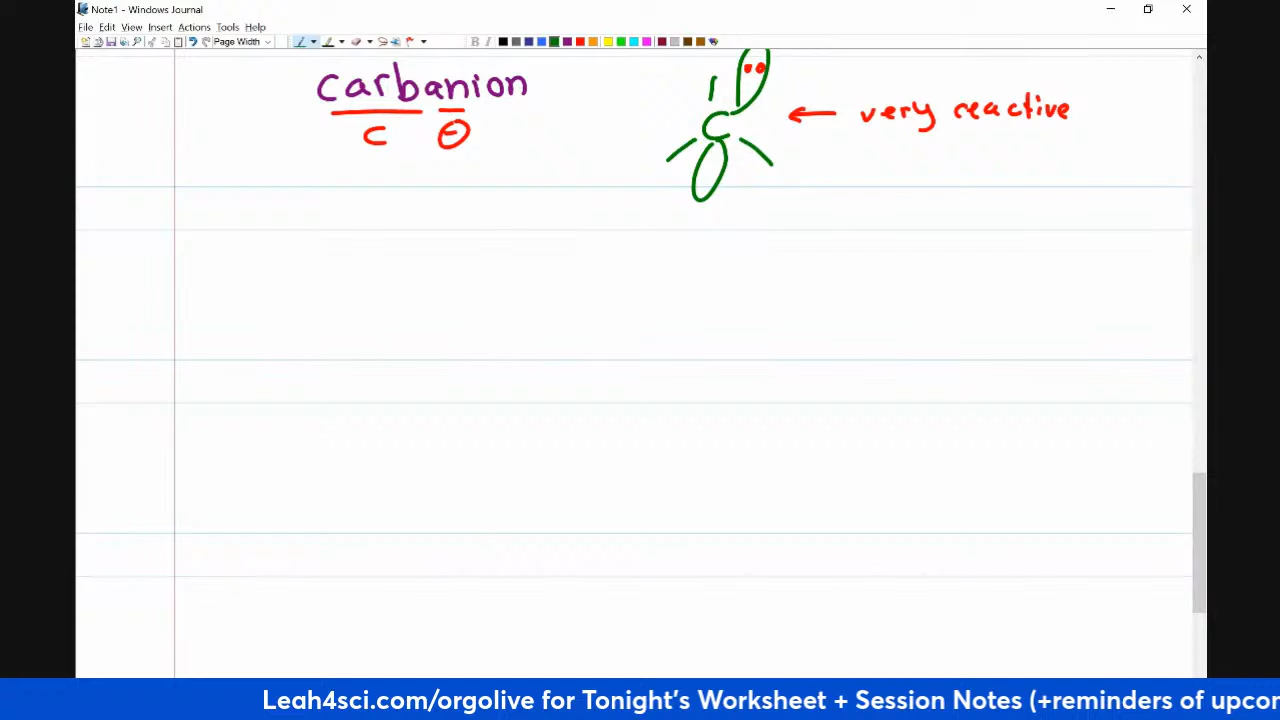 Note1 - Windows Journal
File Edit View Insert Actions Tools Help
Page Width
B I
carbanion
C ⊖
C
← very reactive
Leah4sci.com/orgolive for Tonight's Worksheet + Session Notes (+reminders of upcor